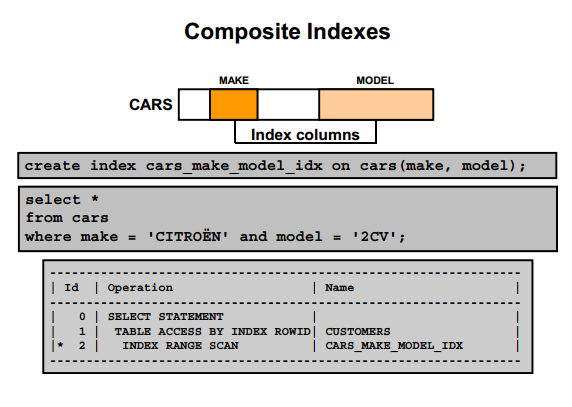 Composite Indexes
MAKE MODEL
CARS
Index columns
create index cars_make_model_idx on cars(make, model);
select *
from cars
where make = 'CITROËN' and model = '2CV';
---------------------------------------------------------------
| Id | Operation | Name |
---------------------------------------------------------------
| 0 | SELECT STATEMENT | |
| 1 | TABLE ACCESS BY INDEX ROWID| CUSTOMERS |
|* 2 | INDEX RANGE SCAN | CARS_MAKE_MODEL_IDX |
---------------------------------------------------------------